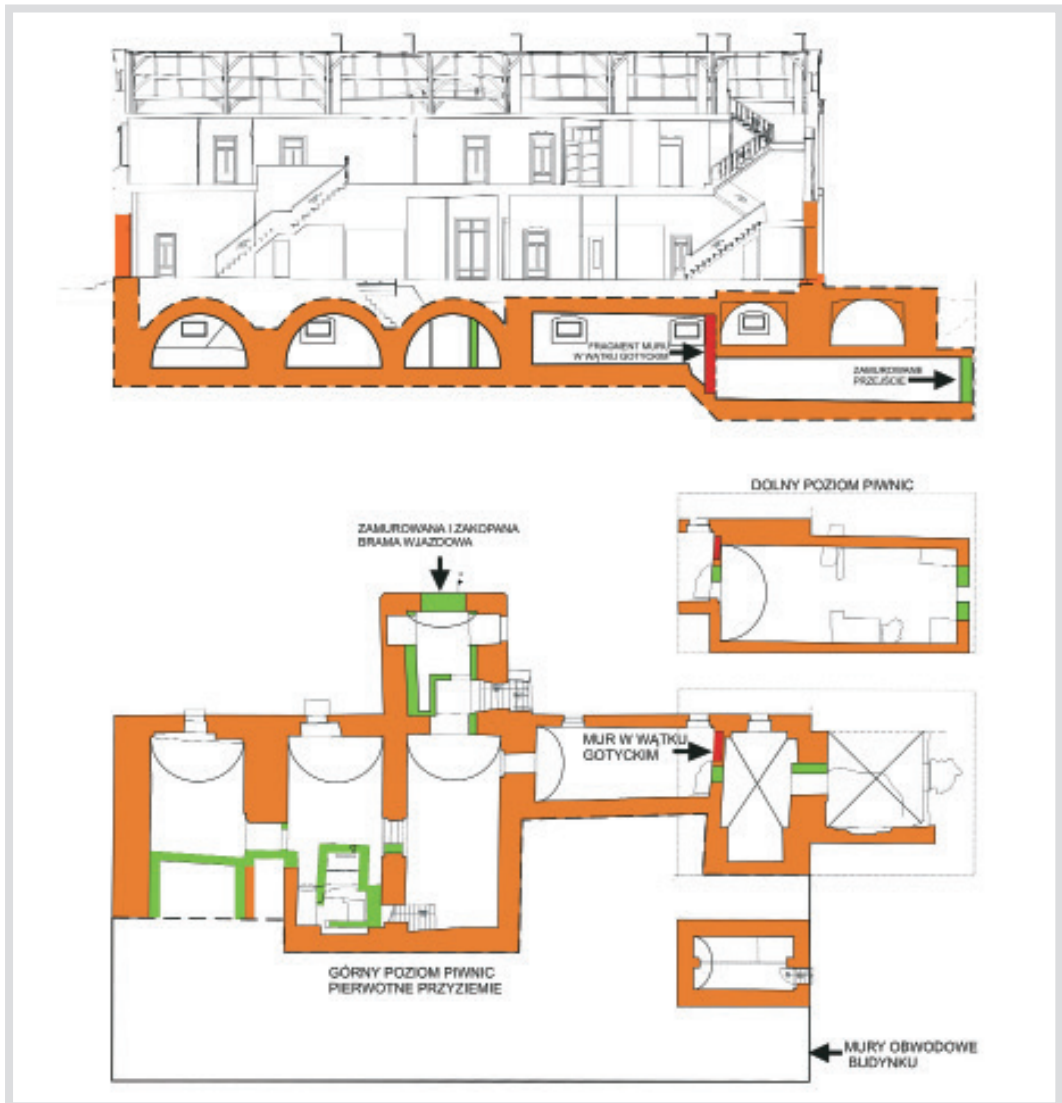 FRAGMENT MURU
W WĄTKU GOTYCKIM
ZAMUROWANE
PRZEJŚCIE
DOLNY POZIOM PIWNIC
ZAMUROWANA I ZAKOPANA
BRAMA WJAZDOWA
MUR W WĄTKU
GOTYCKIM
GÓRNY POZIOM PIWNIC
PIERWOTNE PRZYZIEMIE
MURY OBWODOWE
BUDYNKU